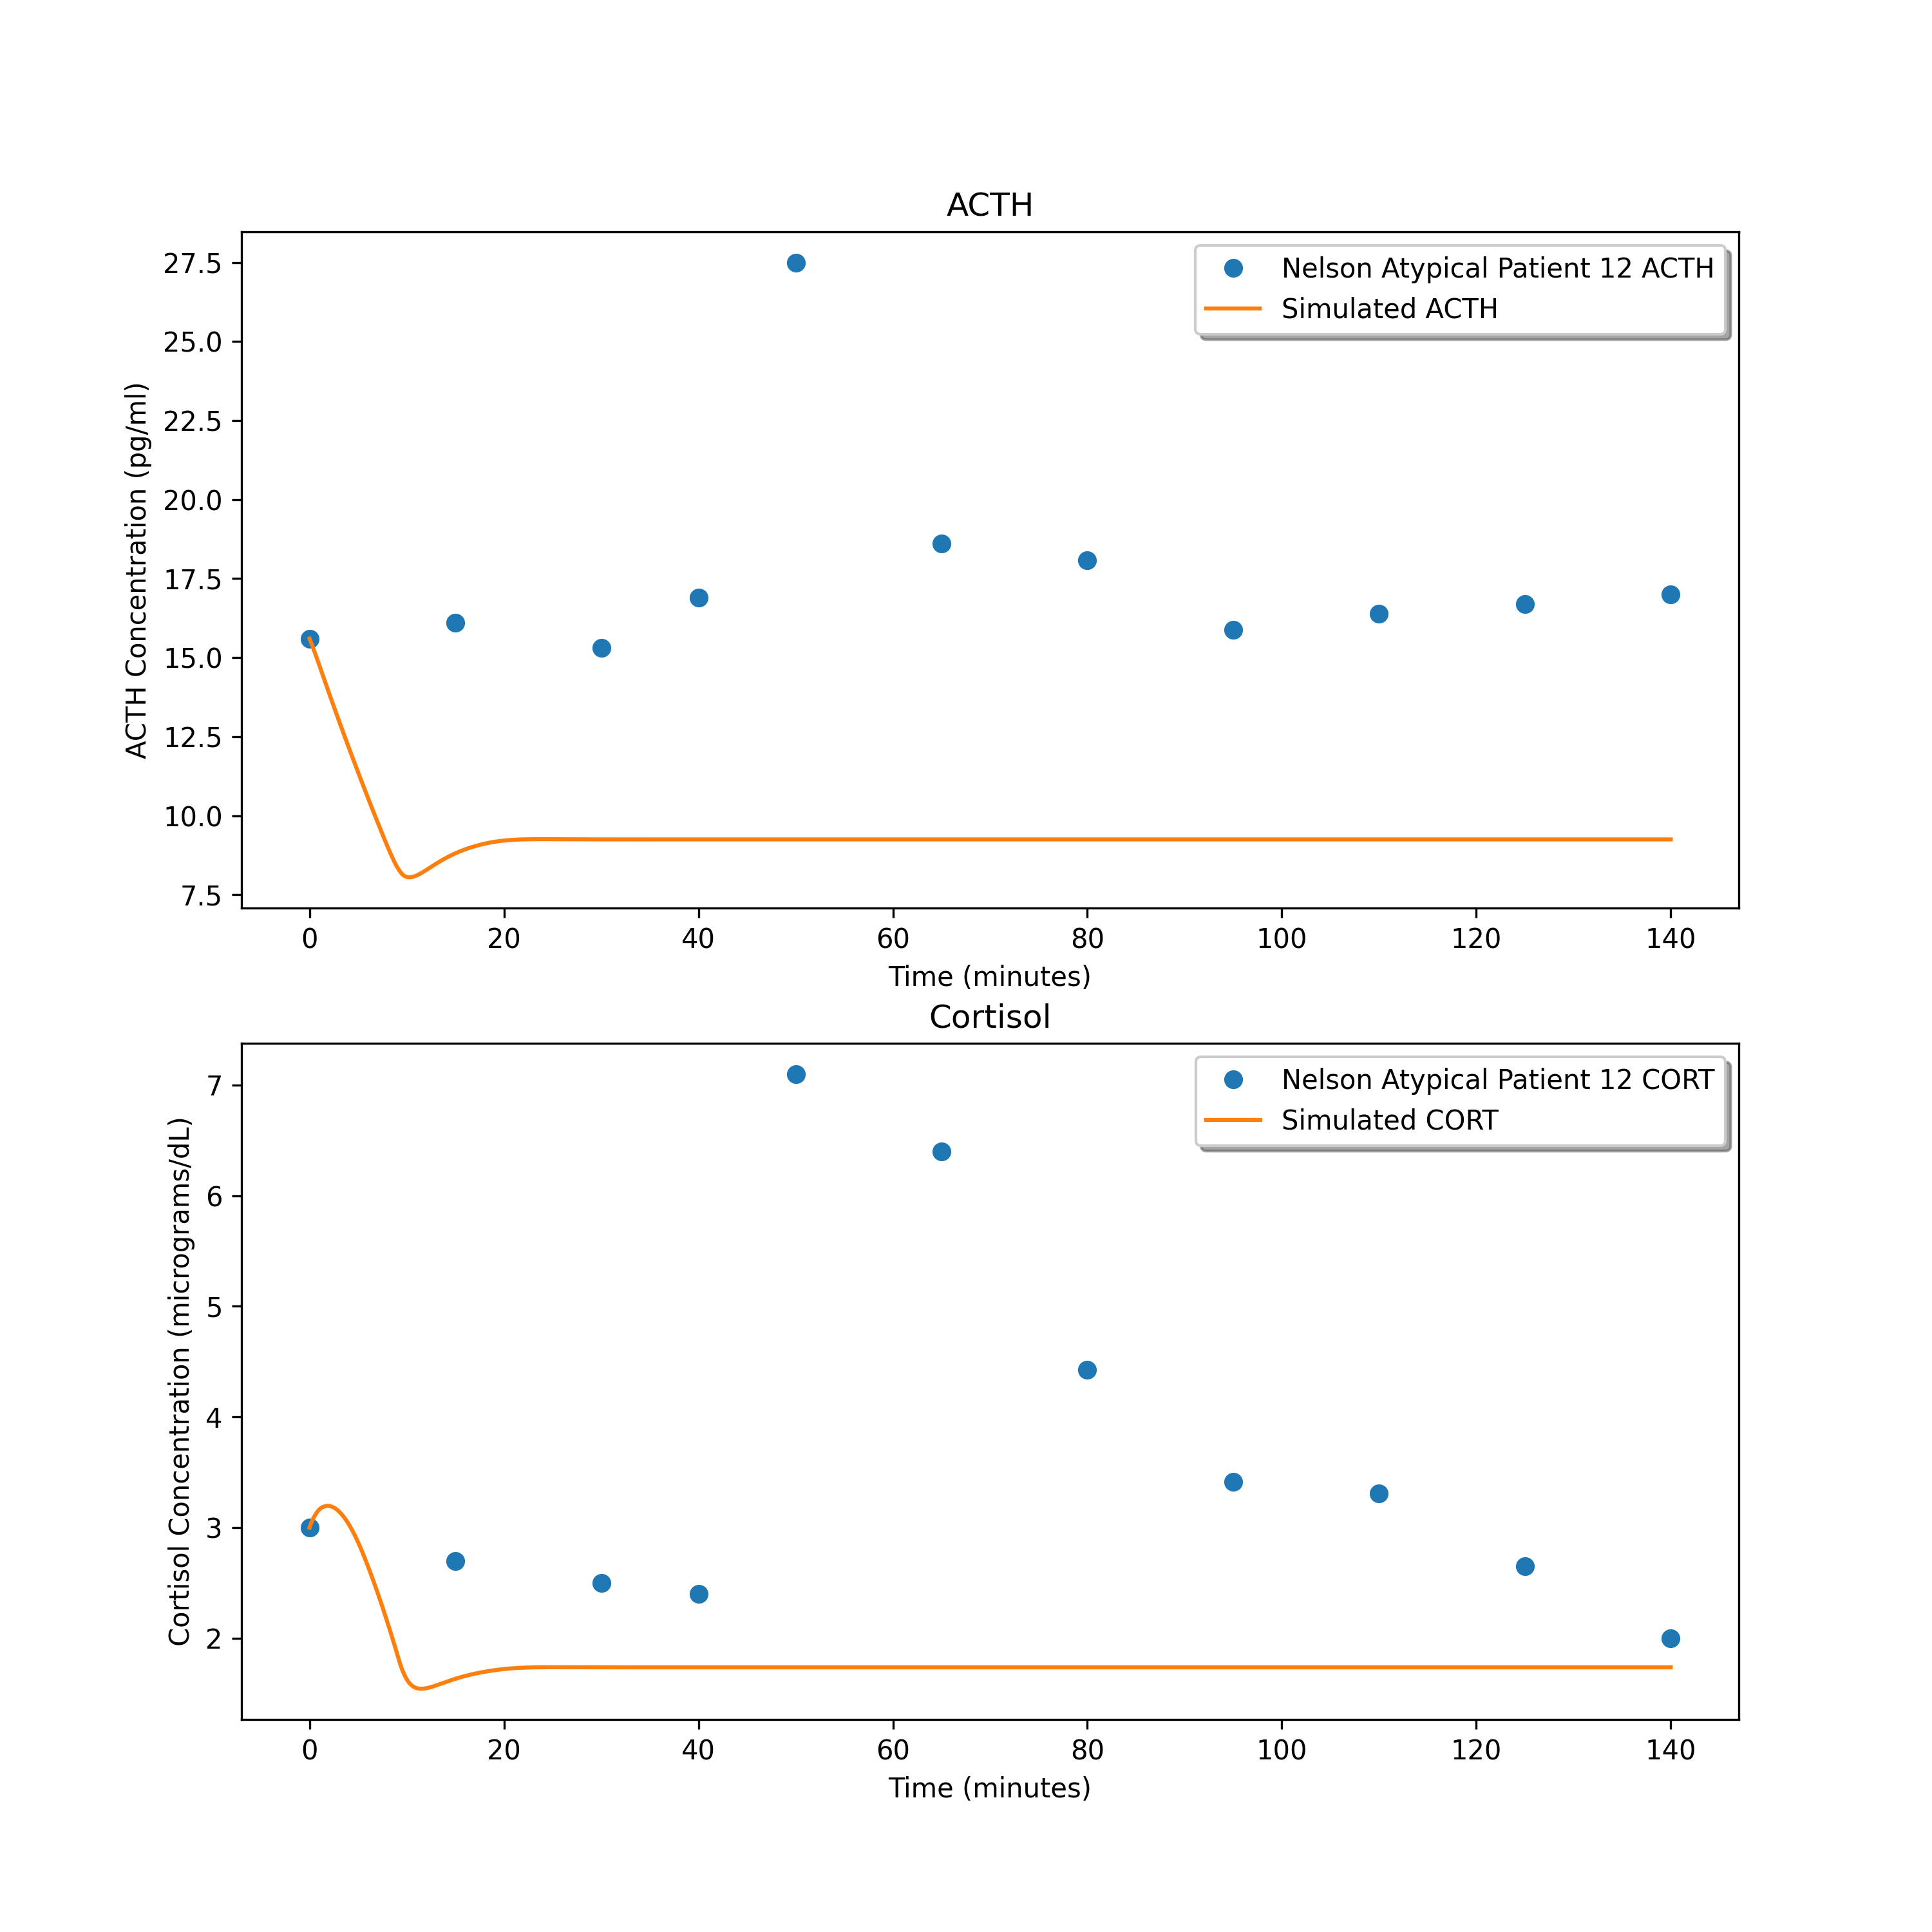 ACTH
27.5
25.0
22.5
20.0
17.5
15.0
12.5
10.0
7.5
ACTH Concentration (pg/ml)
Nelson Atypical Patient 12 ACTH
Simulated ACTH
0 20 40 60 80 100 120 140
Time (minutes)
Cortisol
7
6
5
4
3
2
Cortisol Concentration (micrograms/dL)
Nelson Atypical Patient 12 CORT
Simulated CORT
0 20 40 60 80 100 120 140
Time (minutes)